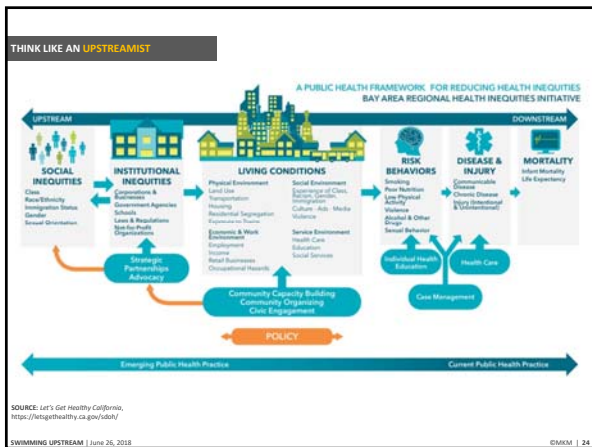 THINK LIKE AN UPSTREAMIST
A PUBLIC HEALTH FRAMEWORK FOR REDUCING HEALTH INEQUITIES
BAY AREA REGIONAL HEALTH INEQUITIES INITIATIVE
UPSTREAM
DOWNSTREAM
SOCIAL
INEQUITIES
Class
Race/Ethnicity
Immigration Status
Gender
Sexual Orientation
INSTITUTIONAL
INEQUITIES
Corporations &
Businesses
Government Agencies
Schools
Laws & Regulations
Not-for-Profit
Organizations
LIVING CONDITIONS
Physical Environment
Land Use
Transportation
Housing
Residential Segregation
Exposure to Toxins
Economic & Work
Environment
Employment
Income
Retail Businesses
Occupational Hazards
Social Environment
Experience of Class,
Racism, Gender,
Immigration
Culture - Ads - Media
Violence
Service Environment
Health Care
Education
Social Services
RISK
BEHAVIORS
Smoking
Poor Nutrition
Low Physical
Activity
Violence
Alcohol & Other
Drugs
Sexual Behavior
DISEASE &
INJURY
Communicable
Disease
Chronic Disease
Injury (Intentional
& Unintentional)
MORTALITY
Infant Mortality
Life Expectancy
Strategic
Partnerships
Advocacy
Community Capacity Building
Community Organizing
Civic Engagement
Individual Health
Education
Health Care
Case Management
POLICY
Emerging Public Health Practice
Current Public Health Practice
SOURCE: Let's Get Healthy California,
https://letsgethealthy.ca.gov/sdoh/
SWIMMING UPSTREAM | June 26, 2018
©MKM | 24